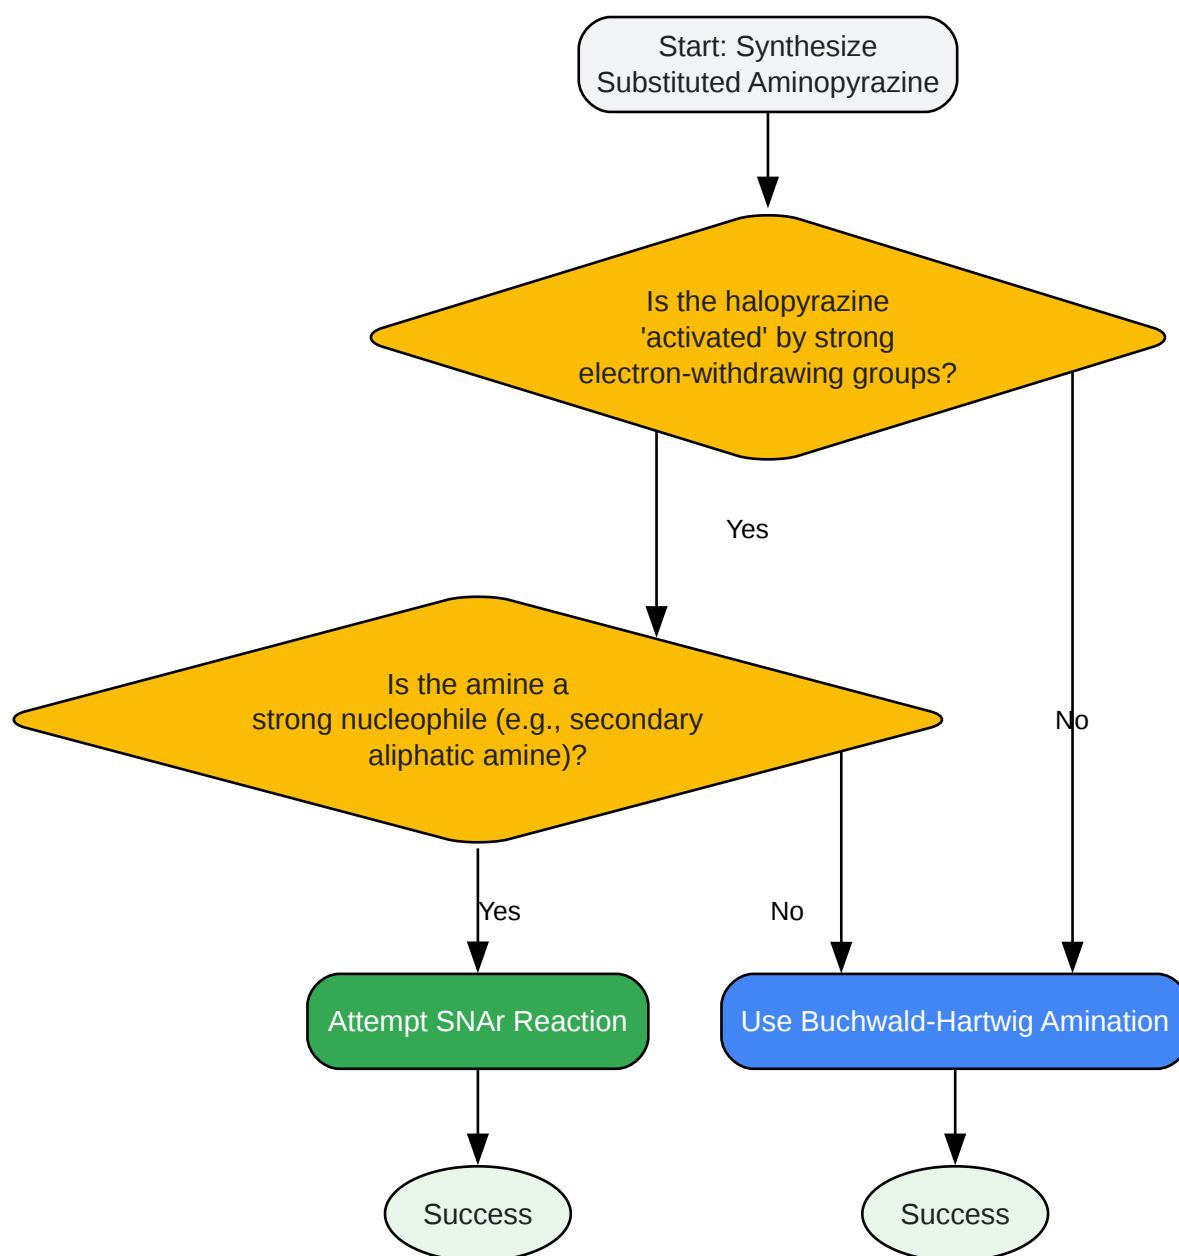 Start: Synthesize
Substituted Aminopyrazine
Is the halopyrazine
'activated' by strong
electron-withdrawing groups?
Yes
Is the amine a
strong nucleophile (e.g., secondary
aliphatic amine)?
No
Yes
No
Attempt SNAr Reaction
Use Buchwald-Hartwig Amination
Success
Success